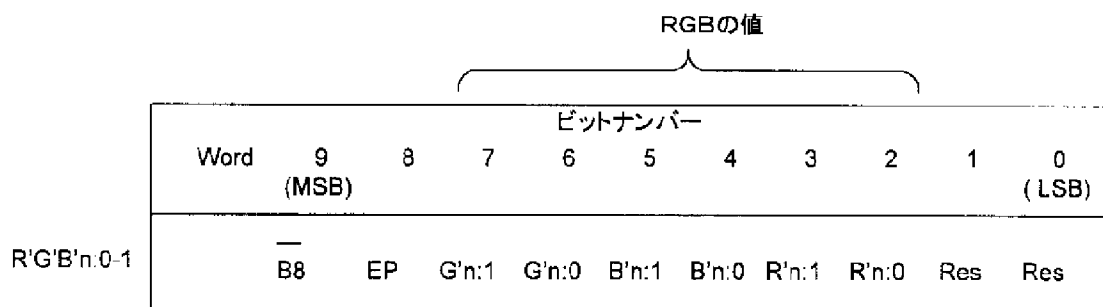 RGBの値
ビットナンバー
Word 9 8 7 6 5 4 3 2 1 0
(MSB) (LSB)
R'G'B'n:0-1 B̅8̅ EP G'n:1 G'n:0 B'n:1 B'n:0 R'n:1 R'n:0 Res Res